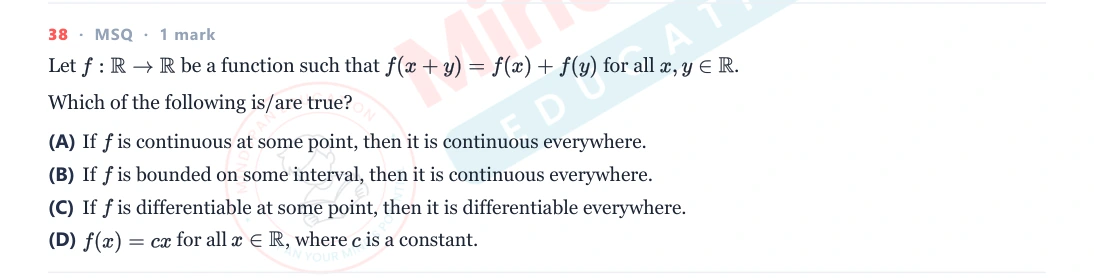 38 · MSQ · 1 mark
Let f : ℝ → ℝ be a function such that f(x + y) = f(x) + f(y) for all x, y ∈ ℝ.
Which of the following is/are true?
(A) If f is continuous at some point, then it is continuous everywhere.
(B) If f is bounded on some interval, then it is continuous everywhere.
(C) If f is differentiable at some point, then it is differentiable everywhere.
(D) f(x) = cx for all x ∈ ℝ, where c is a constant.